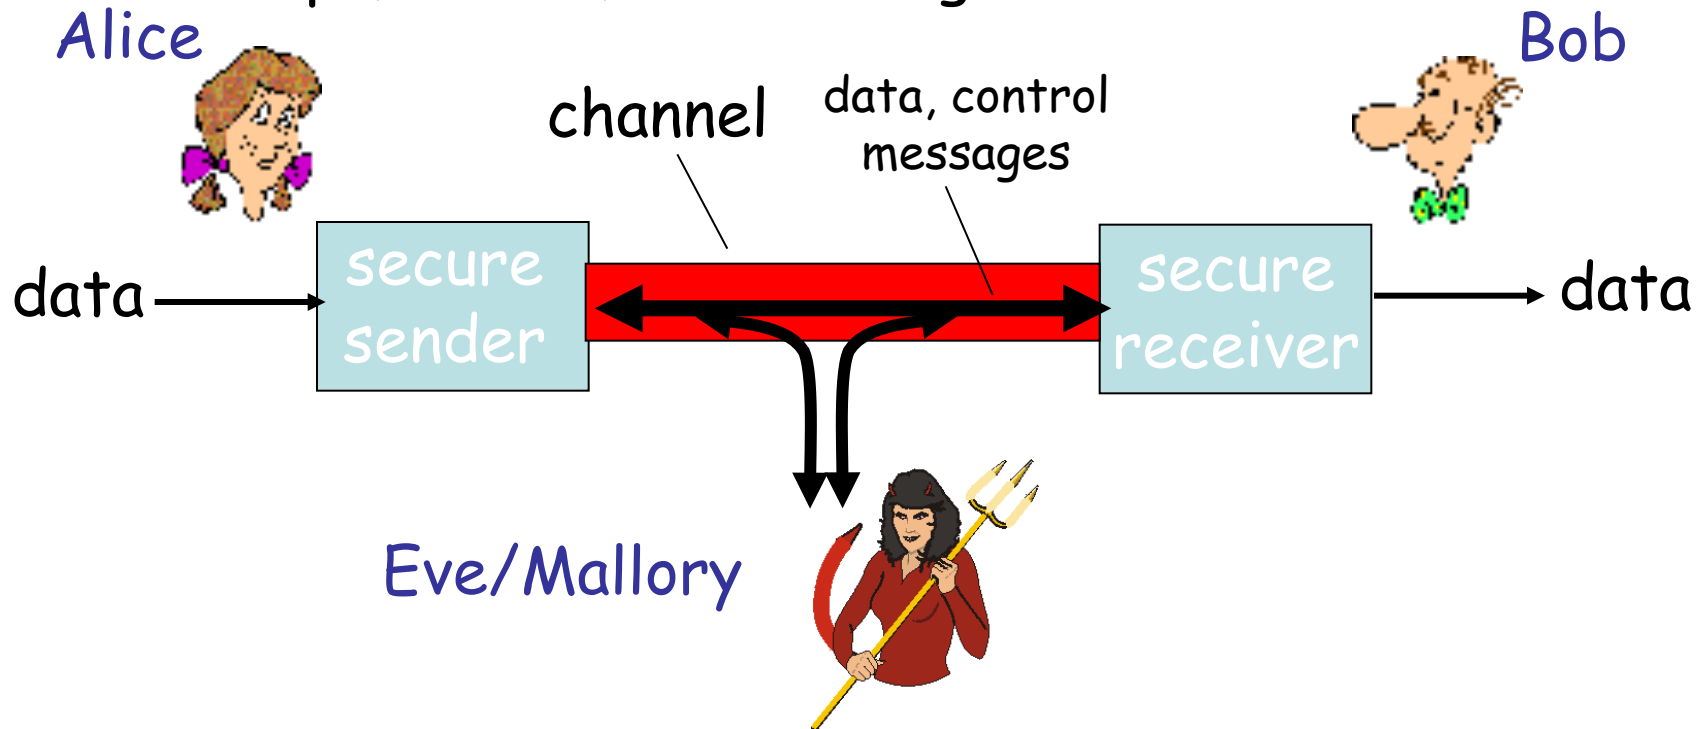 Alice
Bob
channel
data, control
messages
data
secure
sender
secure
receiver
data
Eve/Mallory